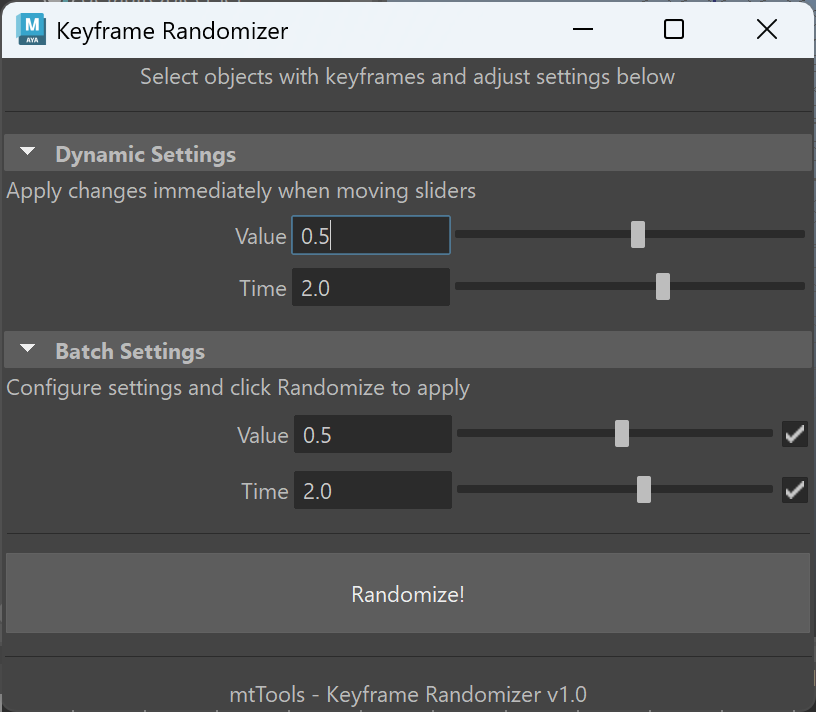 M
AYA
Keyframe Randomizer
Select objects with keyframes and adjust settings below
Dynamic Settings
Apply changes immediately when moving sliders
Value 0.5
Time 2.0
Batch Settings
Configure settings and click Randomize to apply
Value 0.5
Time 2.0
Randomize!
mtTools - Keyframe Randomizer v1.0